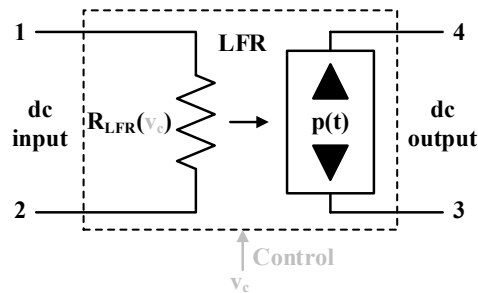 1
LFR
4
dc
input
R_LFR(v_c)
p(t)
dc
output
2
3
Control
v_c